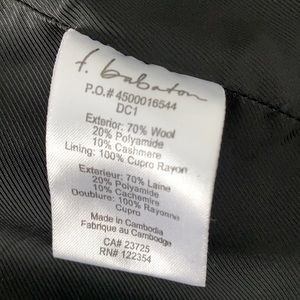 f. babaton
P.O.# 4500016544
DC1
Exterior: 70% Wool
20% Polyamide
10% Cashmere
Lining: 100% Cupro Rayon
Exterieur: 70% Laine
20% Polyamide
10% Cachemire
Doublure: 100% Rayonne
Cupro
Made in Cambodia
Fabrique au Cambodge
CA# 23725
RN# 122354